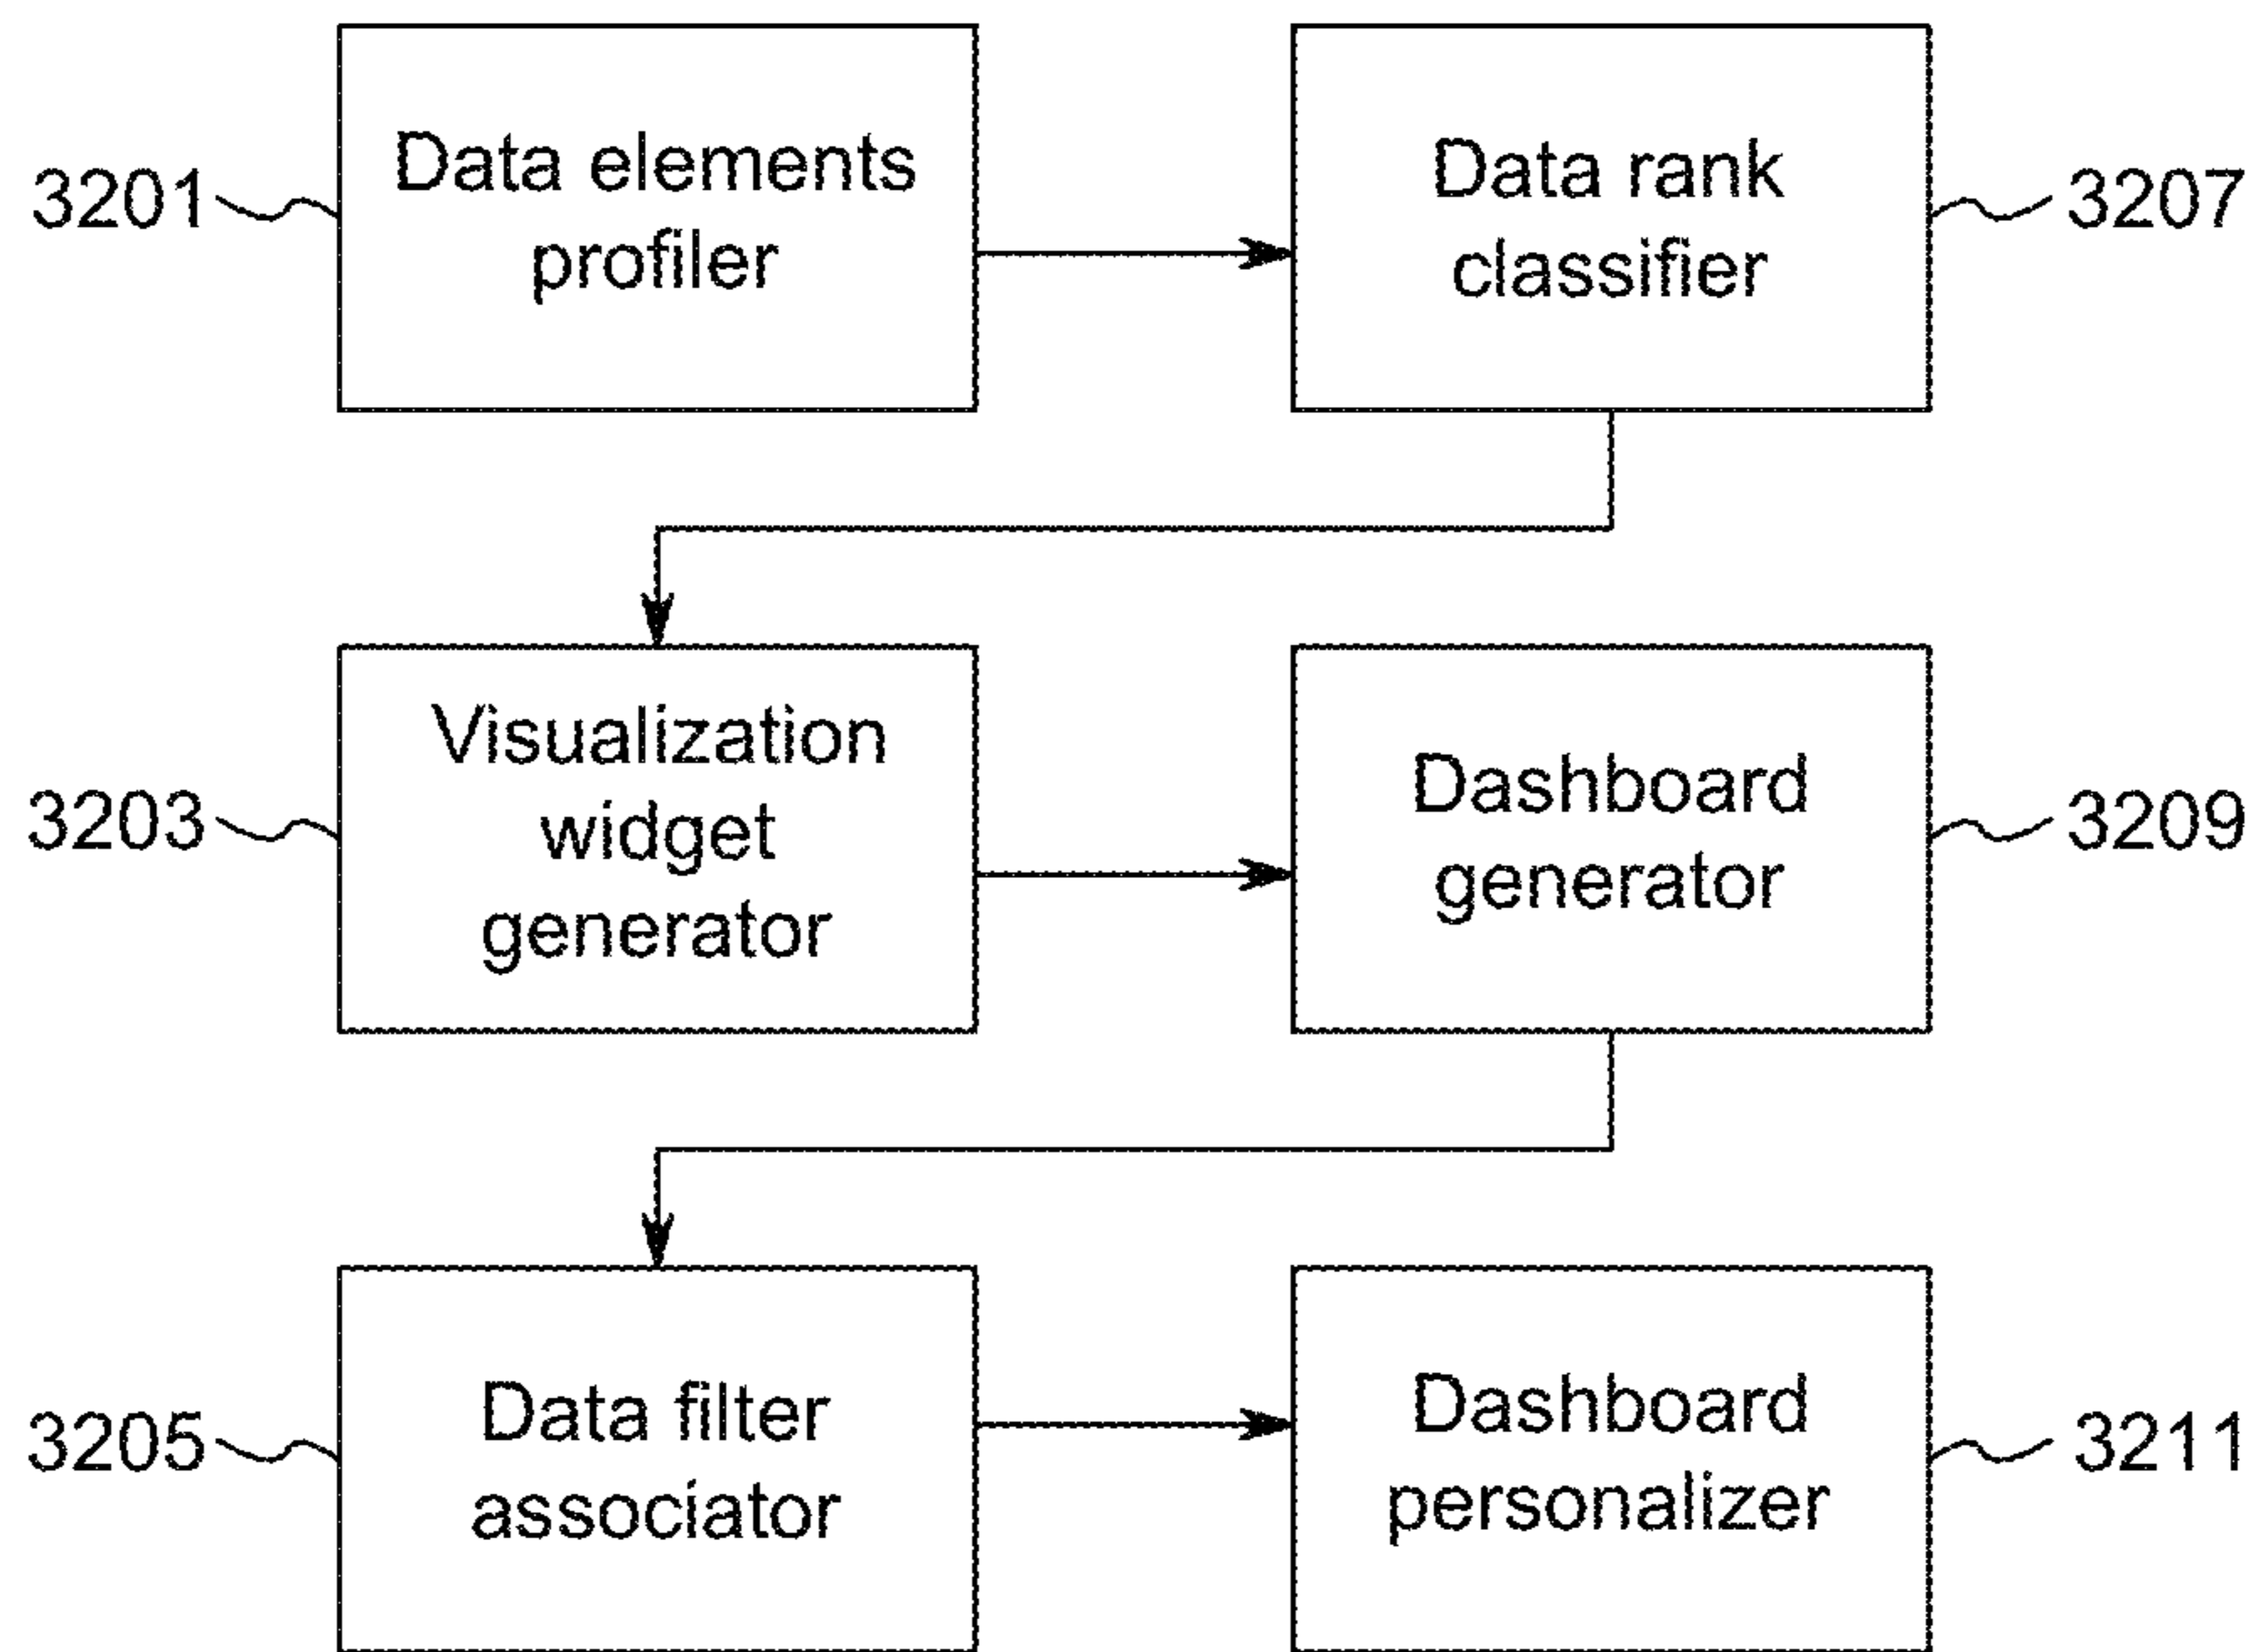 3201
Data elements
profiler
Data rank
classifier
3207
3203
Visualization
widget
generator
Dashboard
generator
3209
3205
Data filter
associator
Dashboard
personalizer
3211